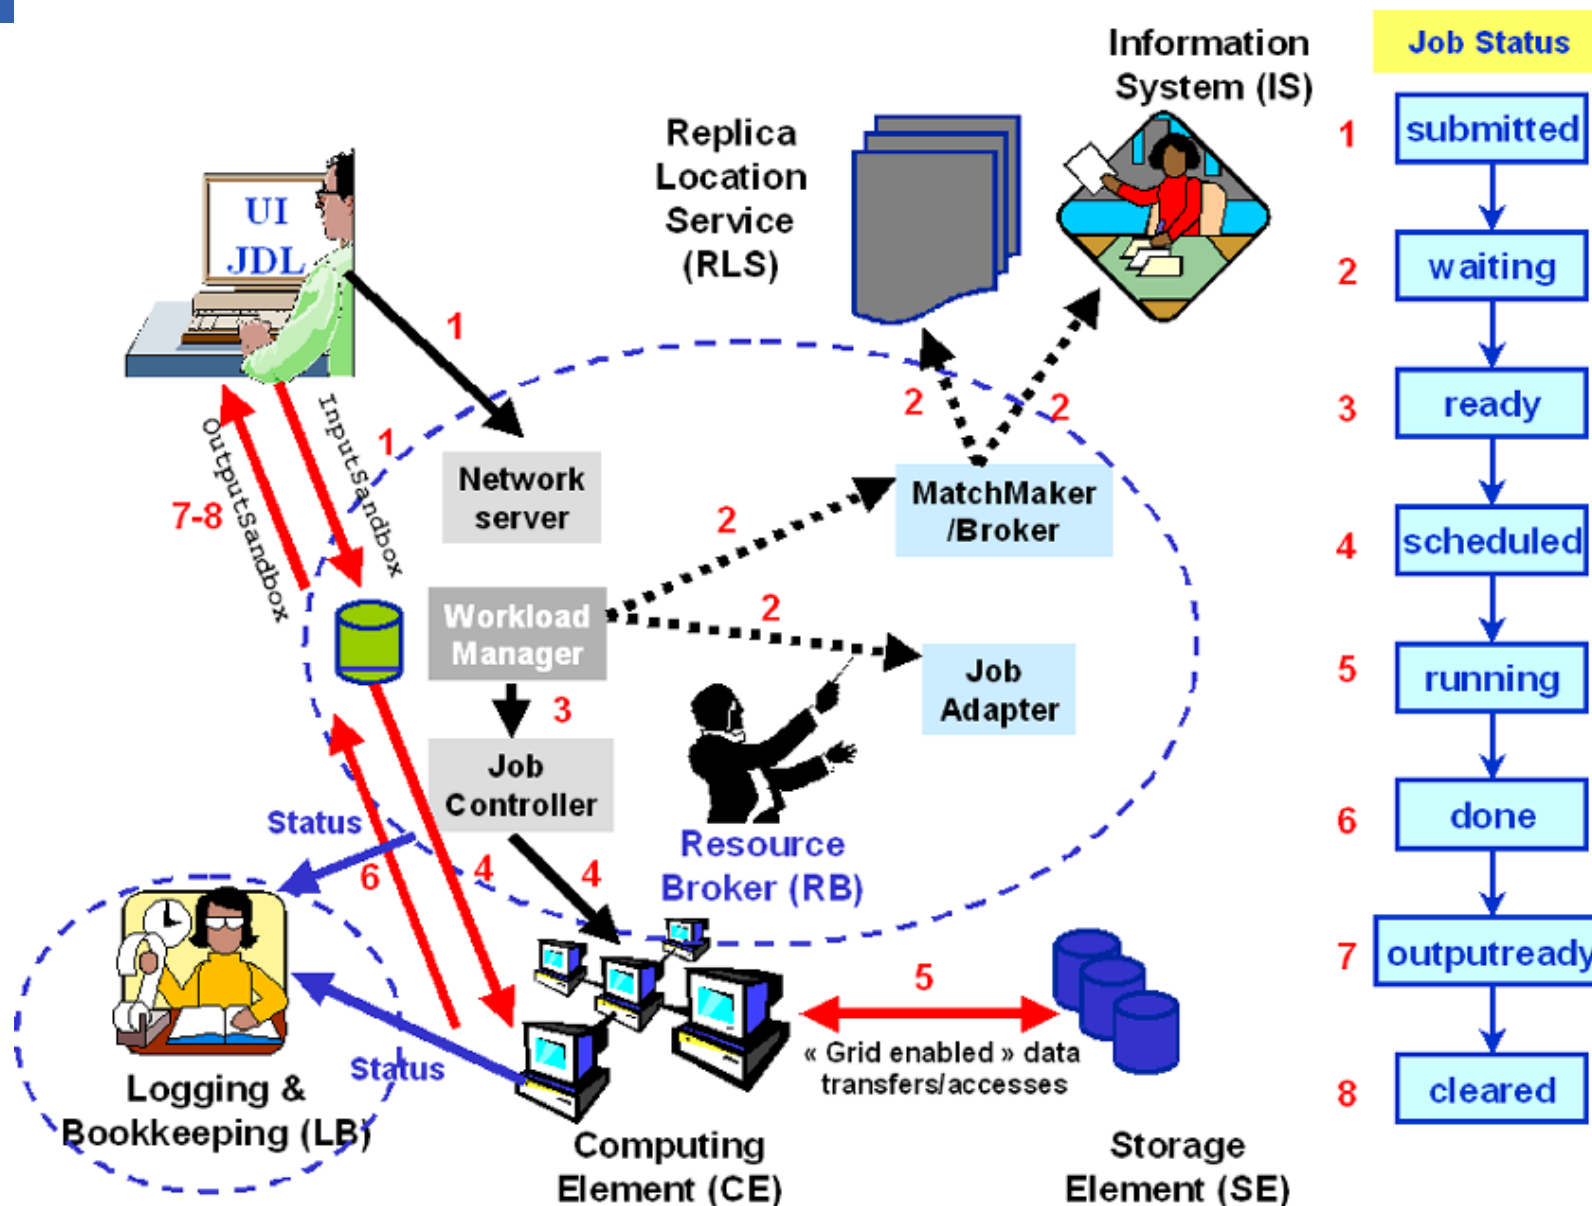 Information
System (IS)
Job Status
Replica
Location
Service
(RLS)
UI
JDL
1
InputSandbox
1
OutputSandbox
7-8
2
2
Network
server
MatchMaker
/Broker
2
Workload
Manager
2
Job
Adapter
3
Job
Controller
Resource
Broker (RB)
Status
6
4
4
Status
Logging &
Bookkeeping (LB)
5
« Grid enabled » data
transfers/accesses
Computing
Element (CE)
Storage
Element (SE)
1 submitted
2 waiting
3 ready
4 scheduled
5 running
6 done
7 outputready
8 cleared